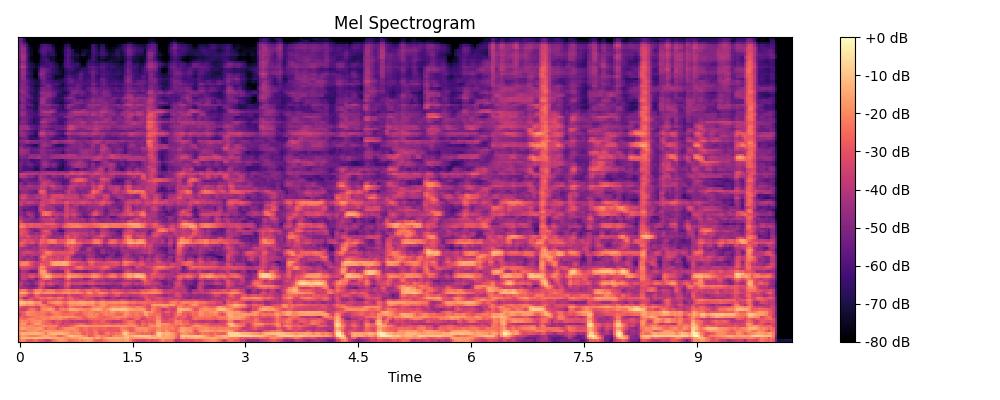 Mel Spectrogram
+0 dB
-10 dB
-20 dB
-30 dB
-40 dB
-50 dB
-60 dB
-70 dB
-80 dB
0 1.5 3 4.5 6 7.5 9
Time